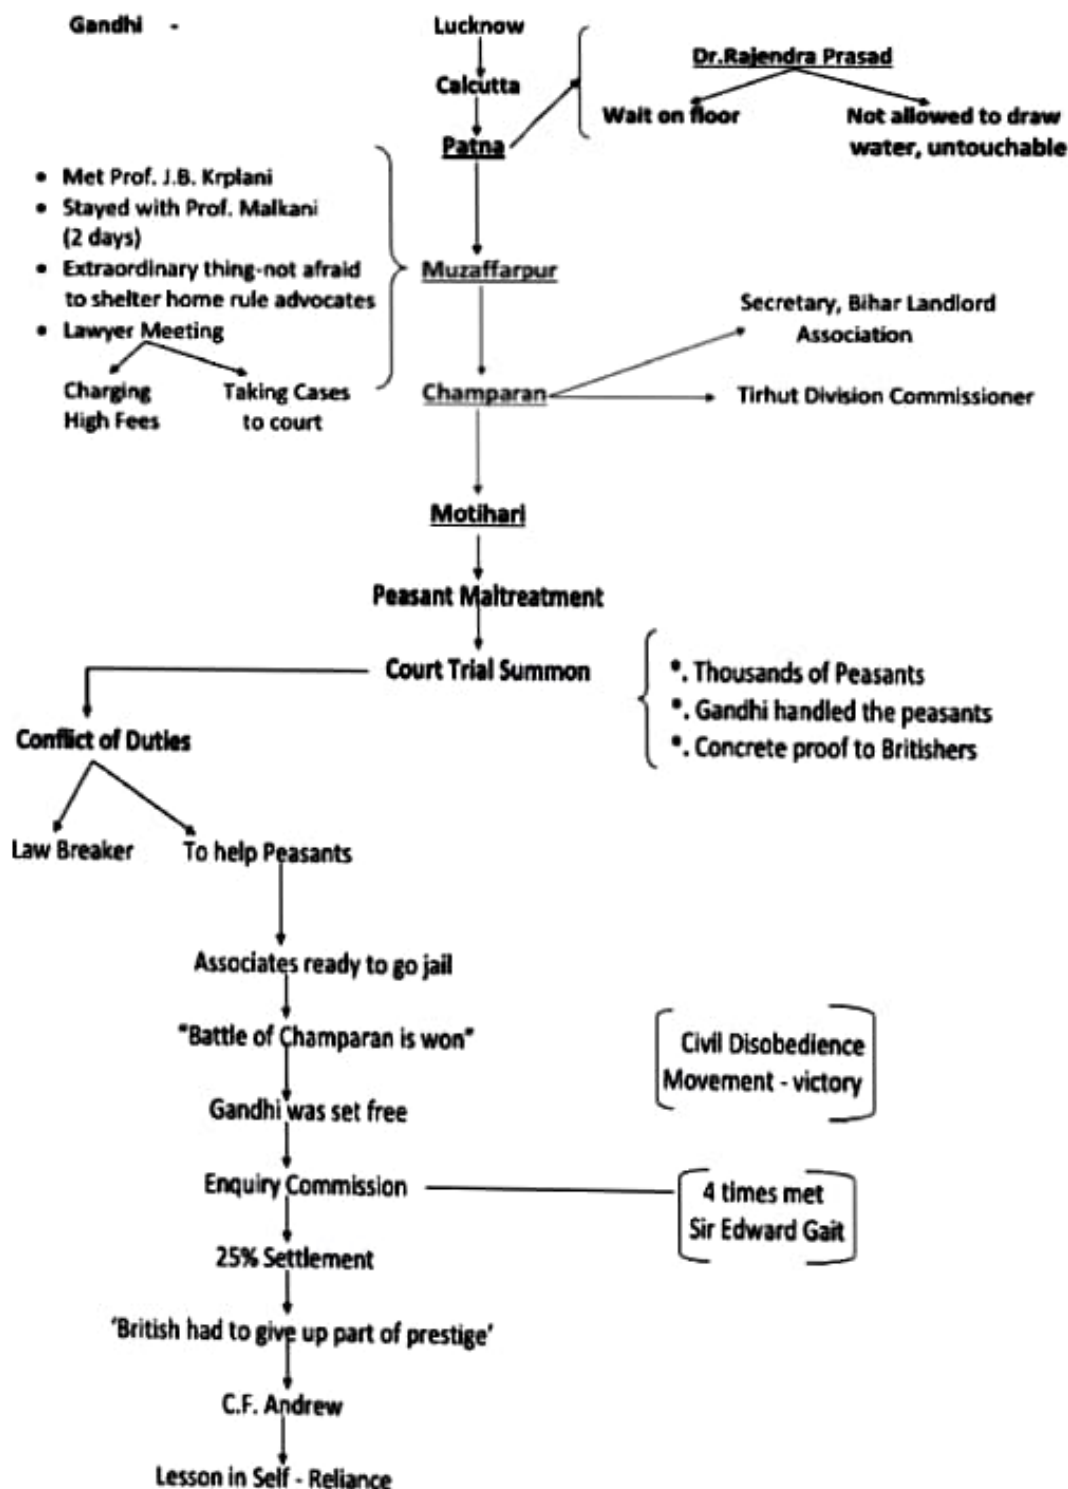 Gandhi -
Lucknow
Calcutta
Patna
Dr.Rajendra Prasad
Wait on floor
Not allowed to draw
water, untouchable
• Met Prof. J.B. Krplani
• Stayed with Prof. Malkani
(2 days)
• Extraordinary thing-not afraid
to shelter home rule advocates
• Lawyer Meeting
Charging
High Fees
Taking Cases
to court
Muzaffarpur
Champaran
Secretary, Bihar Landlord
Association
Tirhut Division Commissioner
Motihari
Peasant Maltreatment
Court Trial Summon
•. Thousands of Peasants
•. Gandhi handled the peasants
•. Concrete proof to Britishers
Conflict of Duties
Law Breaker
To help Peasants
Associates ready to go jail
"Battle of Champaran is won"
Civil Disobedience
Movement - victory
Gandhi was set free
Enquiry Commission
4 times met
Sir Edward Gait
25% Settlement
'British had to give up part of prestige'
C.F. Andrew
Lesson in Self - Reliance